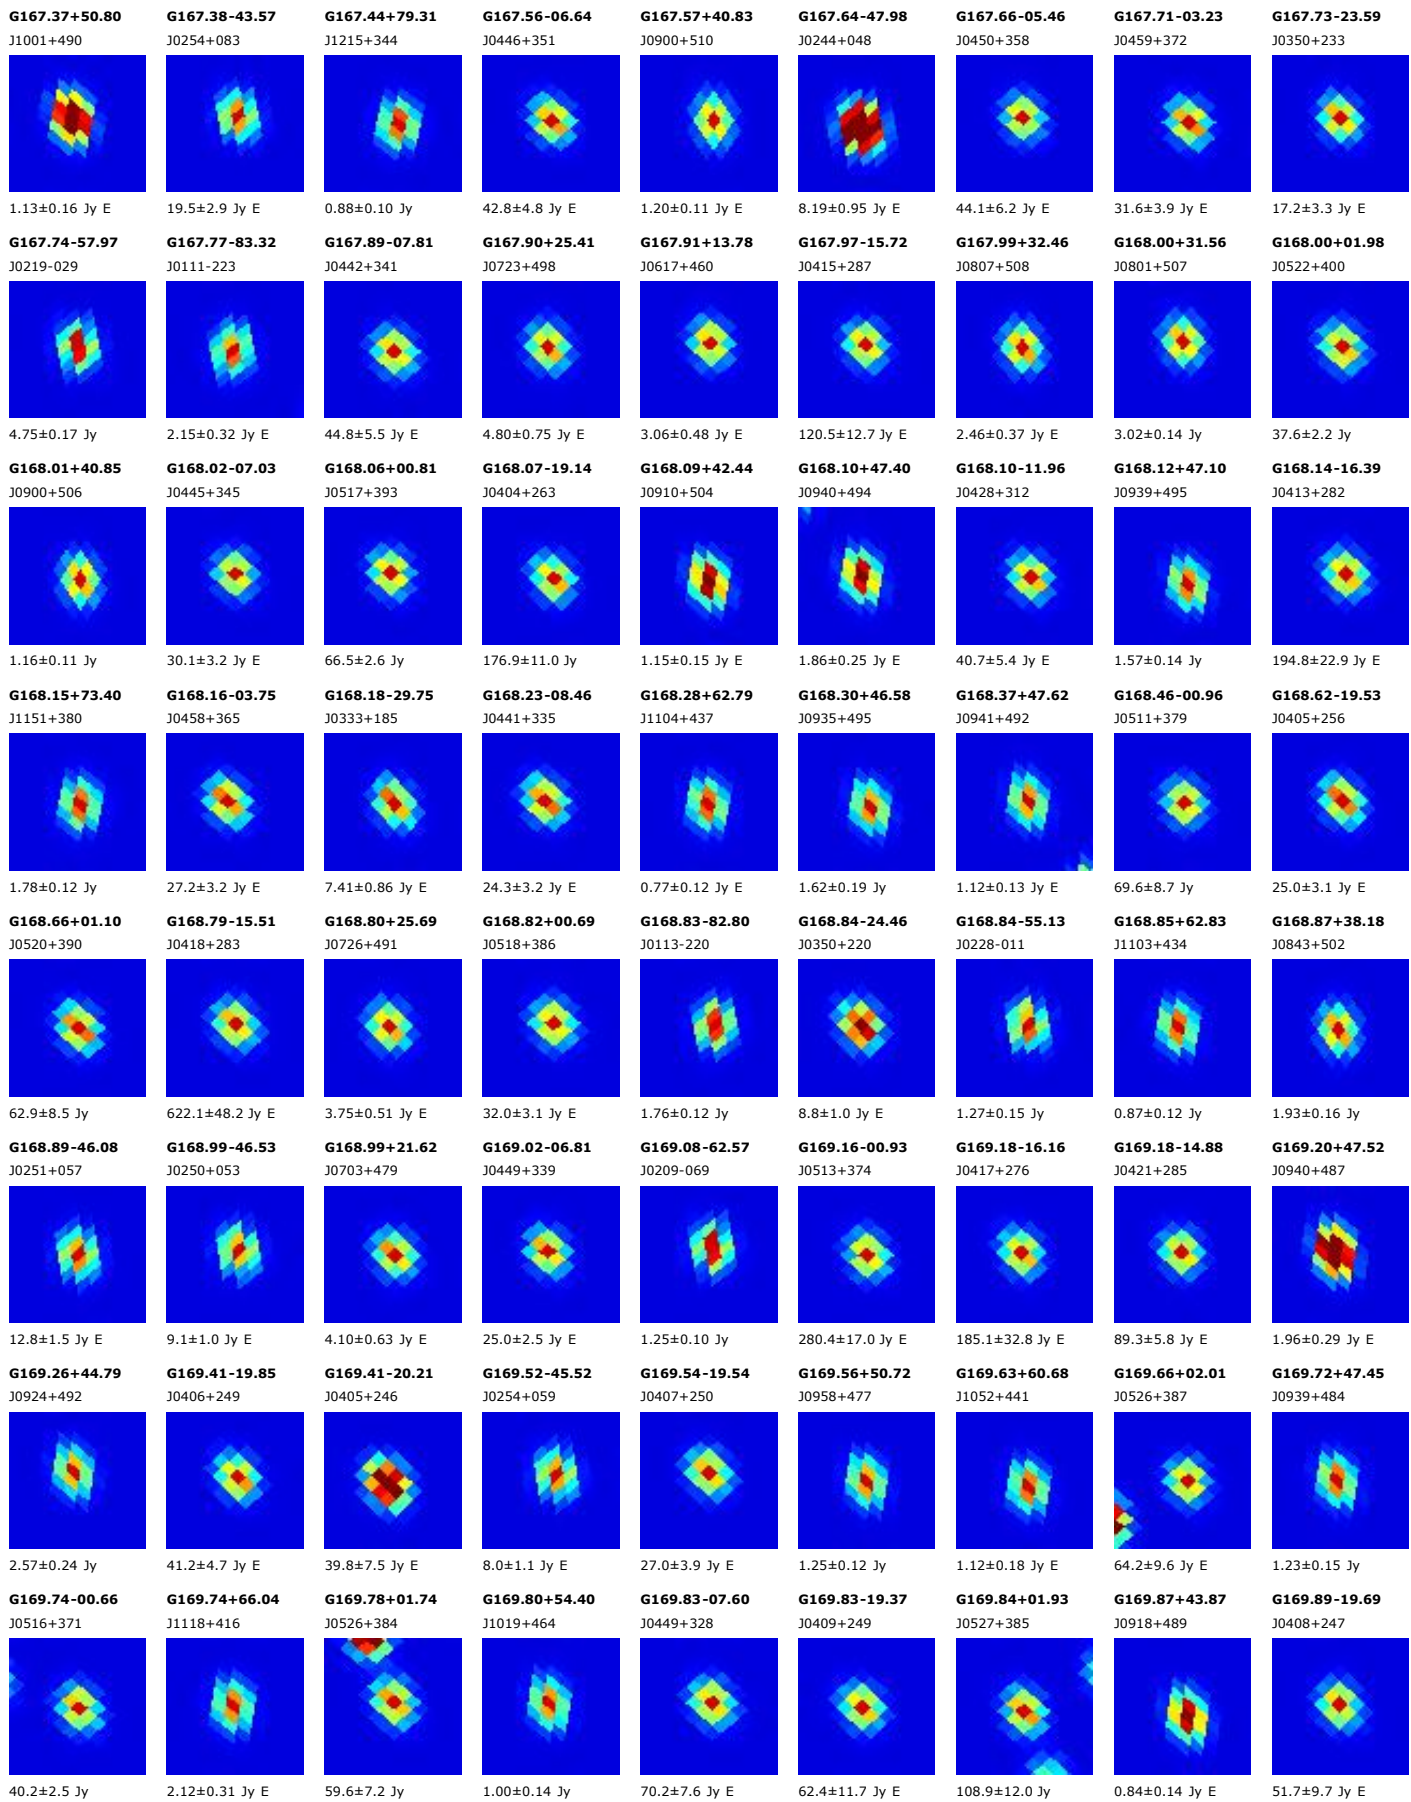 G167.37+50.80 G167.38-43.57 G167.44+79.31 G167.56-06.64 G167.57+40.83 G167.64-47.98 G167.66-05.46 G167.71-03.23 G167.73-23.59
J1001+490 J0254+083 J1215+344 J0446+351 J0900+510 J0244+048 J0450+358 J0459+372 J0350+233
1.13±0.16 Jy E 19.5±2.9 Jy E 0.88±0.10 Jy 42.8±4.8 Jy E 1.20±0.11 Jy E 8.19±0.95 Jy E 44.1±6.2 Jy E 31.6±3.9 Jy E 17.2±3.3 Jy E
G167.74-57.97 G167.77-83.32 G167.89-07.81 G167.90+25.41 G167.91+13.78 G167.97-15.72 G167.99+32.46 G168.00+31.56 G168.00+01.98
J0219-029 J0111-223 J0442+341 J0723+498 J0617+460 J0415+287 J0807+508 J0801+507 J0522+400
4.75±0.17 Jy 2.15±0.32 Jy E 44.8±5.5 Jy E 4.80±0.75 Jy E 3.06±0.48 Jy E 120.5±12.7 Jy E 2.46±0.37 Jy E 3.02±0.14 Jy 37.6±2.2 Jy
G168.01+40.85 G168.02-07.03 G168.06+00.81 G168.07-19.14 G168.09+42.44 G168.10+47.40 G168.10-11.96 G168.12+47.10 G168.14-16.39
J0900+506 J0445+345 J0517+393 J0404+263 J0910+504 J0940+494 J0428+312 J0939+495 J0413+282
1.16±0.11 Jy 30.1±3.2 Jy E 66.5±2.6 Jy 176.9±11.0 Jy 1.15±0.15 Jy E 1.86±0.25 Jy E 40.7±5.4 Jy E 1.57±0.14 Jy 194.8±22.9 Jy E
G168.15+73.40 G168.16-03.75 G168.18-29.75 G168.23-08.46 G168.28+62.79 G168.30+46.58 G168.37+47.62 G168.46-00.96 G168.62-19.53
J1151+380 J0458+365 J0333+185 J0441+335 J1104+437 J0935+495 J0941+492 J0511+379 J0405+256
1.78±0.12 Jy 27.2±3.2 Jy E 7.41±0.86 Jy E 24.3±3.2 Jy E 0.77±0.12 Jy E 1.62±0.19 Jy 1.12±0.13 Jy E 69.6±8.7 Jy 25.0±3.1 Jy E
G168.66+01.10 G168.79-15.51 G168.80+25.69 G168.82+00.69 G168.83-82.80 G168.84-24.46 G168.84-55.13 G168.85+62.83 G168.87+38.18
J0520+390 J0418+283 J0726+491 J0518+386 J0113-220 J0350+220 J0228-011 J1103+434 J0843+502
62.9±8.5 Jy 622.1±48.2 Jy E 3.75±0.51 Jy E 32.0±3.1 Jy E 1.76±0.12 Jy 8.8±1.0 Jy E 1.27±0.15 Jy 0.87±0.12 Jy 1.93±0.16 Jy
G168.89-46.08 G168.99-46.53 G168.99+21.62 G169.02-06.81 G169.08-62.57 G169.16-00.93 G169.18-16.16 G169.18-14.88 G169.20+47.52
J0251+057 J0250+053 J0703+479 J0449+339 J0209-069 J0513+374 J0417+276 J0421+285 J0940+487
12.8±1.5 Jy E 9.1±1.0 Jy E 4.10±0.63 Jy E 25.0±2.5 Jy E 1.25±0.10 Jy 280.4±17.0 Jy E 185.1±32.8 Jy E 89.3±5.8 Jy E 1.96±0.29 Jy E
G169.26+44.79 G169.41-19.85 G169.41-20.21 G169.52-45.52 G169.54-19.54 G169.56+50.72 G169.63+60.68 G169.66+02.01 G169.72+47.45
J0924+492 J0406+249 J0405+246 J0254+059 J0407+250 J0958+477 J1052+441 J0526+387 J0939+484
2.57±0.24 Jy 41.2±4.7 Jy E 39.8±7.5 Jy E 8.0±1.1 Jy E 27.0±3.9 Jy E 1.25±0.12 Jy 1.12±0.18 Jy E 64.2±9.6 Jy E 1.23±0.15 Jy
G169.74-00.66 G169.74+66.04 G169.78+01.74 G169.80+54.40 G169.83-07.60 G169.83-19.37 G169.84+01.93 G169.87+43.87 G169.89-19.69
J0516+371 J1118+416 J0526+384 J1019+464 J0449+328 J0409+249 J0527+385 J0918+489 J0408+247
40.2±2.5 Jy 2.12±0.31 Jy E 59.6±7.2 Jy 1.00±0.14 Jy 70.2±7.6 Jy E 62.4±11.7 Jy E 108.9±12.0 Jy 0.84±0.14 Jy E 51.7±9.7 Jy E